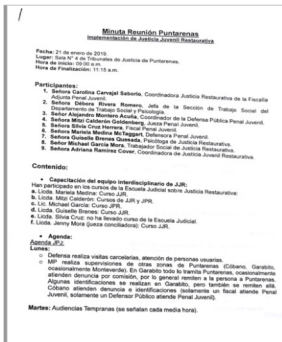 Minuta Reunión Puntarenas
Implementación de Justicia Juvenil Restaurativa
Fecha: 21 de enero de 2019.
Lugar: Sala N° 4 de Tribunales de Justicia de Puntarenas.
Hora de inicio: 09:00 a.m.
Hora de Finalización: 11:15 a.m.
Participantes:
1. Señora Carolina Carvajal Saborío, Coordinadora Justicia Restaurativa de la Fiscalía
Adjunta Penal Juvenil.
2. Señora Débora Rivera Romero, Jefa de la Sección de Trabajo Social del
Departamento de Trabajo Social y Psicología.
3. Señor Alejandro Montero Acuña, Coordinador de la Defensa Pública Penal Juvenil.
4. Señora Mitzi Calderón Goldenberg, Jueza Penal Juvenil.
5. Señora Silvia Cruz Herrera, Fiscal Penal Juvenil.
6. Señora Mariela Medina McTaggart, Defensora Penal Juvenil.
7. Señora Guiselle Brenes Quesada, Psicóloga de Justicia Restaurativa.
8. Señor Michael García Mora, Trabajador Social de Justicia Restaurativa.
9. Señora Adriana Ramírez Cover, Coordinadora de Justicia Juvenil Restaurativa.
Contenido:
• Capacitación del equipo interdisciplinario de JJR:
Han participado en los cursos de la Escuela Judicial sobre Justicia Restaurativa:
a. Licda. Mariela Medina: Curso JJR.
b. Licda. Mitzi Calderón: Cursos de JJR y JPR.
c. Lic. Michael García: Curso JPR.
d. Licda. Guiselle Brenes: Curso JJR.
e. Licda. Silvia Cruz: no ha llevado curso de la Escuela Judicial.
f. Licda. Jenny Mora (jueza conciliadora): Curso JJR.
• Agenda:
Agenda JPJ:
Lunes:
o Defensa realiza visitas carcelarias, atención de personas usuarias.
o MP realiza supervisiones de otras zonas de Puntarenas (Cóbano, Garabito,
ocasionalmente Monteverde). En Garabito todo lo tramita Puntarenas, ocasionalmente
atienden denuncia por comisión, por lo general remiten a la persona a Puntarenas.
Algunas identificaciones se realizan en Garabito, pero también se remiten allá.
Cóbano atienden denuncia e identificaciones (solamente un fiscal atiende Penal
Juvenil, solamente un Defensor Público atiende Penal Juvenil).
Martes: Audiencias Tempranas (se señalan cada media hora).